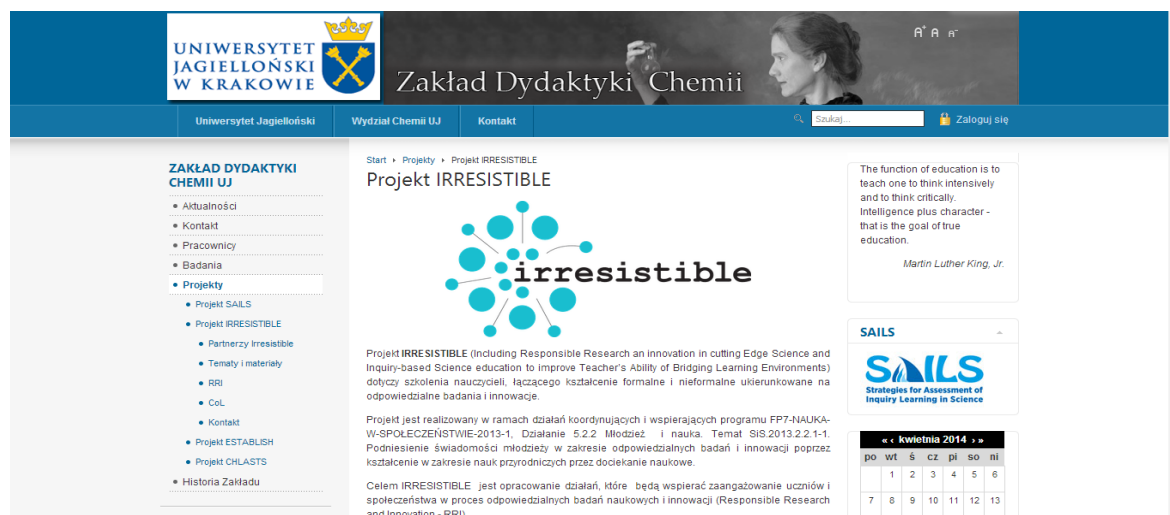 UNIWERSYTET
JAGIELLOŃSKI
W KRAKOWIE
Zakład Dydaktyki Chemii
A+ A A-
Uniwersytet Jagielloński
Wydział Chemii UJ
Kontakt
Szukaj...
Zaloguj się
ZAKŁAD DYDAKTYKI
CHEMII UJ
Aktualności
Kontakt
Pracownicy
Badania
Projekty
Projekt SAILS
Projekt IRRESISTIBLE
Partnerzy Irresistible
Tematy i materiały
RRI
CoL
Kontakt
Projekt ESTABLISH
Projekt CHLASTS
Historia Zakładu
Start Projekty Projekt IRRESISTIBLE
Projekt IRRESISTIBLE
irresistible
Projekt IRRESISTIBLE (Including Responsible Research an innovation in cutting Edge Science and
Inquiry-based Science education to improve Teacher's Ability of Bridging Learning Environments)
dotyczy szkolenia nauczycieli, łączącego kształcenie formalne i nieformalne ukierunkowane na
odpowiedzialne badania i innowacje.
Projekt jest realizowany w ramach działań koordynujących i wspierających programu FP7-NAUKA-
W-SPOŁECZEŃSTWIE-2013-1, Działanie 5.2.2 Młodzież i nauka. Temat SiS.2013.2.2.1-1.
Podniesienie świadomości młodzieży w zakresie odpowiedzialnych badań i innowacji poprzez
kształcenie w zakresie nauk przyrodniczych przez dociekanie naukowe.
Celem IRRESISTIBLE jest opracowanie działań, które będą wspierać zaangażowanie uczniów i
społeczeństwa w proces odpowiedzialnych badań naukowych i innowacji (Responsible Research
and Innovation - RRI)
The function of education is to
teach one to think intensively
and to think critically.
Intelligence plus character -
that is the goal of true
education.
Martin Luther King, Jr.
SAILS
SAILS
Strategies for Assessment of
Inquiry Learning in Science
« ‹ kwietnia 2014 › »
po wt ś cz pi so ni
1 2 3 4 5 6
7 8 9 10 11 12 13